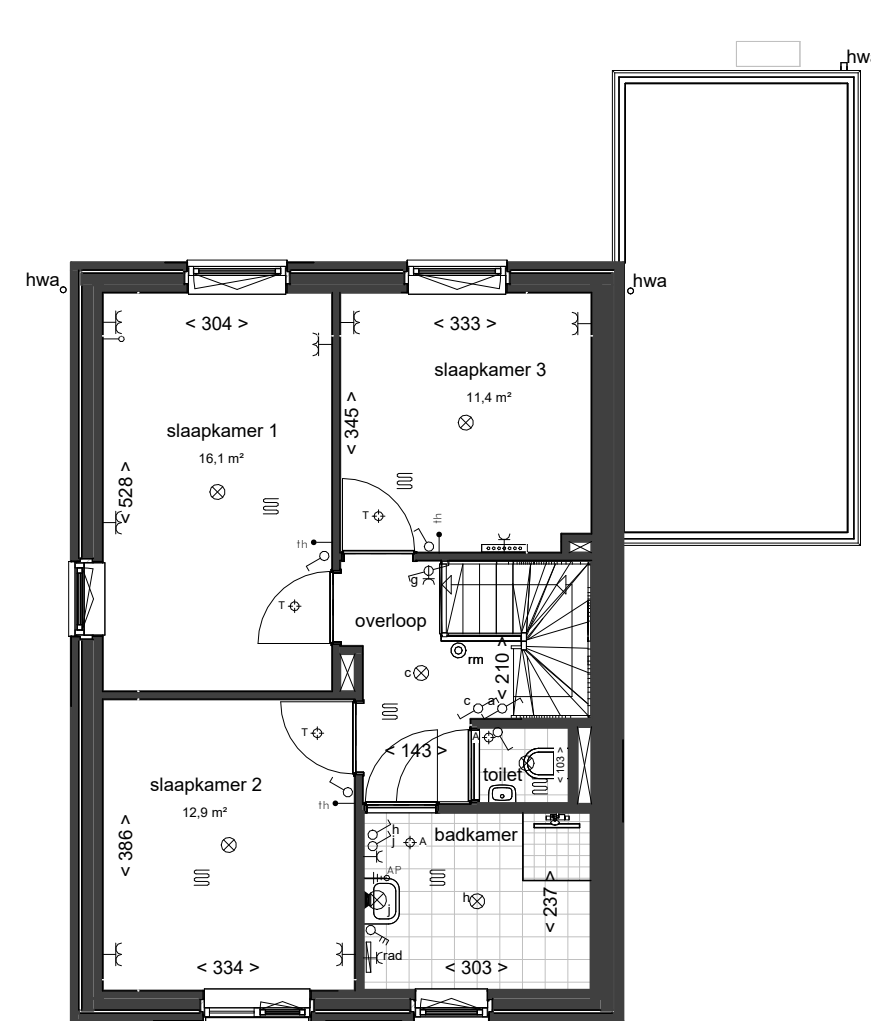 hwa
hwa
hwa
< 304 >
< 333 >
slaapkamer 3
11,4 m²
< 345 >
slaapkamer 1
16,1 m²
< 528 >
T
th
th
g
T
overloop
rm
< 210 >
c
c
a
T
< 143 >
A
toilet
< 103 >
slaapkamer 2
12,9 m²
th
< 386 >
h
j
A
badkamer
AP
j
h
< 237 >
rad
< 334 >
< 303 >